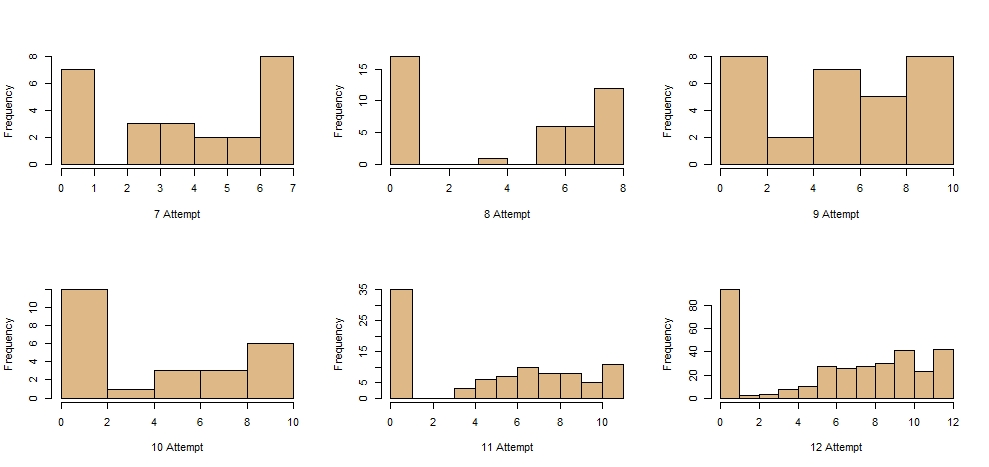 Frequency
0 2 4 6 8
0 1 2 3 4 5 6 7
7 Attempt
Frequency
0 5 10 15
0 2 4 6 8
8 Attempt
Frequency
0 2 4 6 8
0 2 4 6 8 10
9 Attempt
Frequency
0 2 4 6 8 10
0 2 4 6 8 10
10 Attempt
Frequency
0 5 15 25 35
0 2 4 6 8 10
11 Attempt
Frequency
0 20 40 60 80
0 2 4 6 8 10 12
12 Attempt